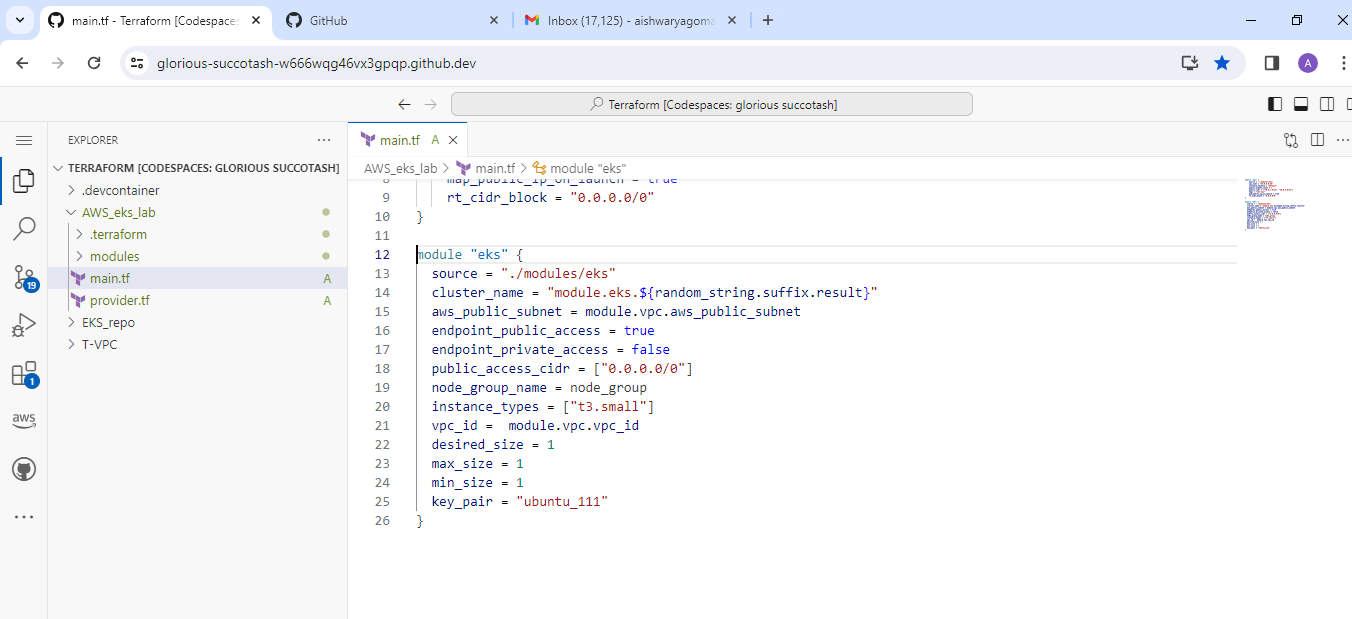 main.tf - Terraform [Codespaces
GitHub
Inbox (17,125) - aishwaryagoma
glorious-succotash-w666wqg46vx3gpqp.github.dev
A
Terraform [Codespaces: glorious succotash]
EXPLORER
TERRAFORM [CODESPACES: GLORIOUS SUCCOTASH]
.devcontainer
AWS_eks_lab
.terraform
modules
main.tf A
provider.tf A
EKS_repo
T-VPC
19
1
aws
main.tf A
AWS_eks_lab > main.tf > module "eks"
8 map_public_ip_on_launch = true
9 rt_cidr_block = "0.0.0.0/0"
10 }
11
12 module "eks" {
13 source = "./modules/eks"
14 cluster_name = "module.eks.${random_string.suffix.result}"
15 aws_public_subnet = module.vpc.aws_public_subnet
16 endpoint_public_access = true
17 endpoint_private_access = false
18 public_access_cidr = ["0.0.0.0/0"]
19 node_group_name = node_group
20 instance_types = ["t3.small"]
21 vpc_id =  module.vpc.vpc_id
22 desired_size = 1
23 max_size = 1
24 min_size = 1
25 key_pair = "ubuntu_111"
26 }